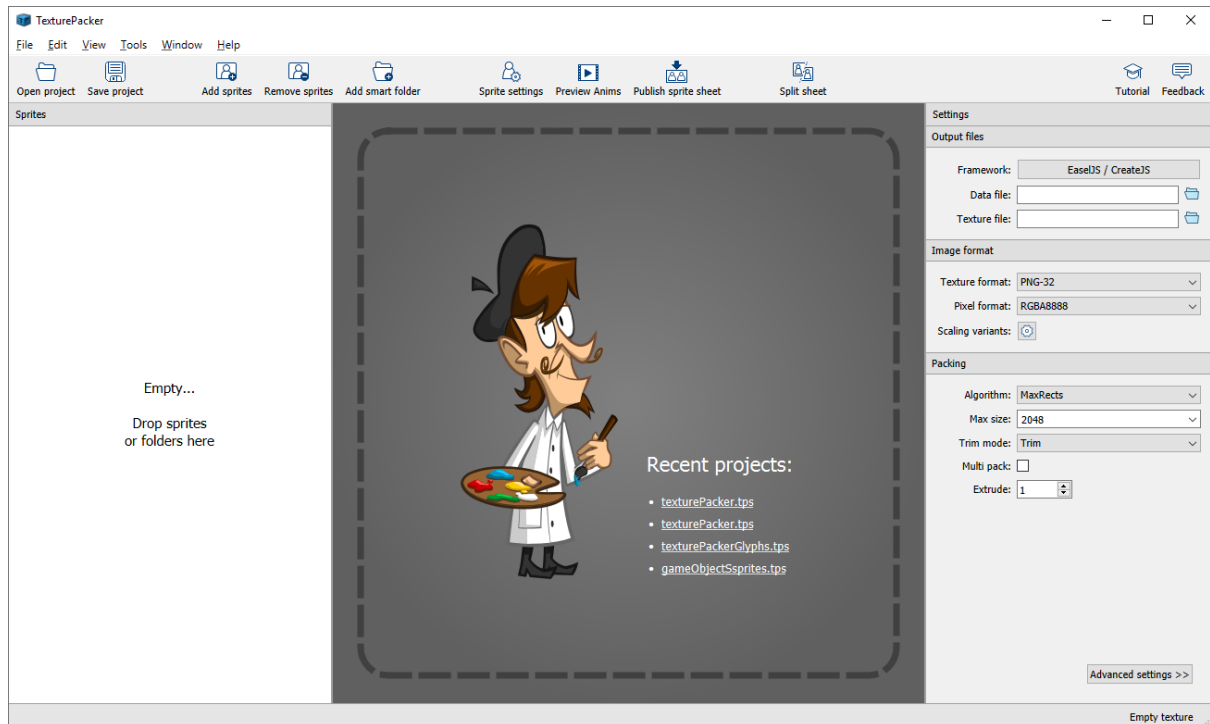 TexturePacker
File Edit View Tools Window Help
Open project Save project Add sprites Remove sprites Add smart folder Sprite settings Preview Anims Publish sprite sheet Split sheet Tutorial Feedback
Sprites
Empty...
Drop sprites
or folders here
Recent projects:
• texturePacker.tps
• texturePacker.tps
• texturePackerGlyphs.tps
• gameObjectSsprites.tps
Settings
Output files
Framework: EaselJS / CreateJS
Data file:
Texture file:
Image format
Texture format: PNG-32
Pixel format: RGBA8888
Scaling variants:
Packing
Algorithm: MaxRects
Max size: 2048
Trim mode: Trim
Multi pack:
Extrude: 1
Advanced settings >>
Empty texture